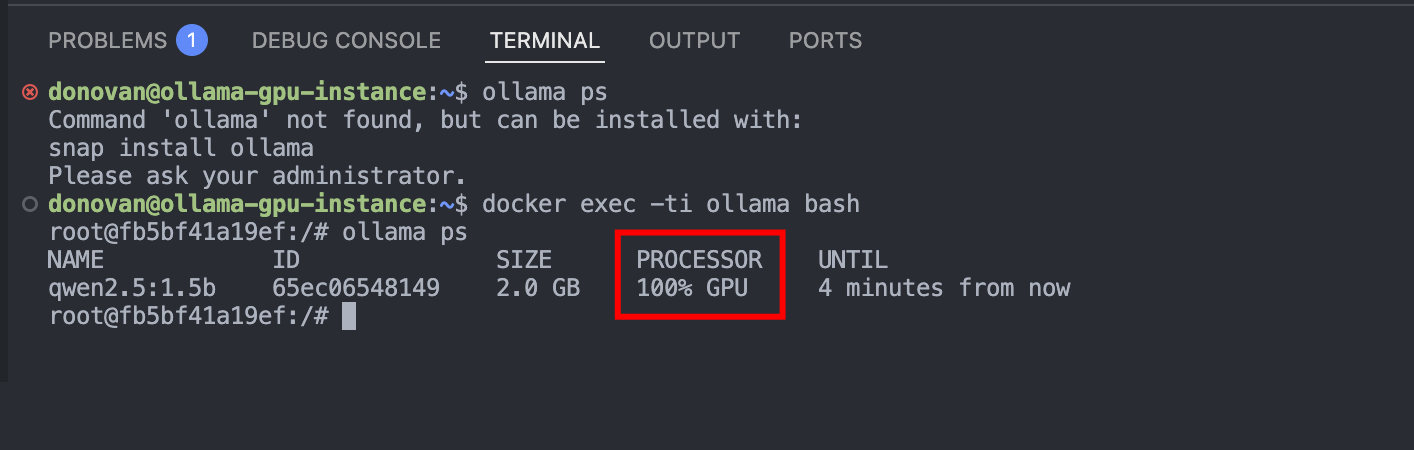 PROBLEMS 1 DEBUG CONSOLE TERMINAL OUTPUT PORTS
donovan@ollama-gpu-instance:~$ ollama ps
Command 'ollama' not found, but can be installed with:
snap install ollama
Please ask your administrator.
donovan@ollama-gpu-instance:~$ docker exec -ti ollama bash
root@fb5bf41a19ef:/# ollama ps
NAME ID SIZE PROCESSOR UNTIL
qwen2.5:1.5b 65ec06548149 2.0 GB 100% GPU 4 minutes from now
root@fb5bf41a19ef:/#